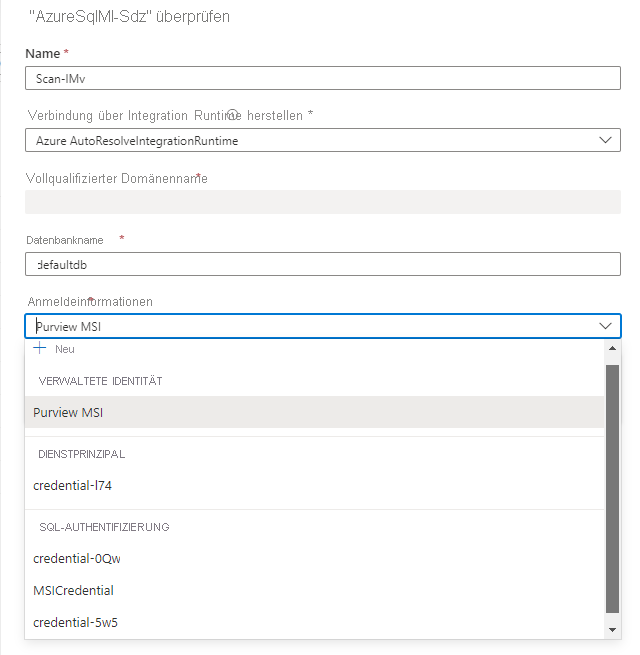 "AzureSqlMI-Sdz" überprüfen
Name *
Scan-IMv
Verbindung über Integration Runtime herstellen *
Azure AutoResolveIntegrationRuntime
Vollqualifizierter Domänenname *
Datenbankname *
defaultdb
Anmeldeinformationen *
Purview MSI
+ Neu
VERWALTETE IDENTITÄT
Purview MSI
DIENSTPRINZIPAL
credential-l74
SQL-AUTHENTIFIZIERUNG
credential-0Qw
MSICredential
credential-5w5